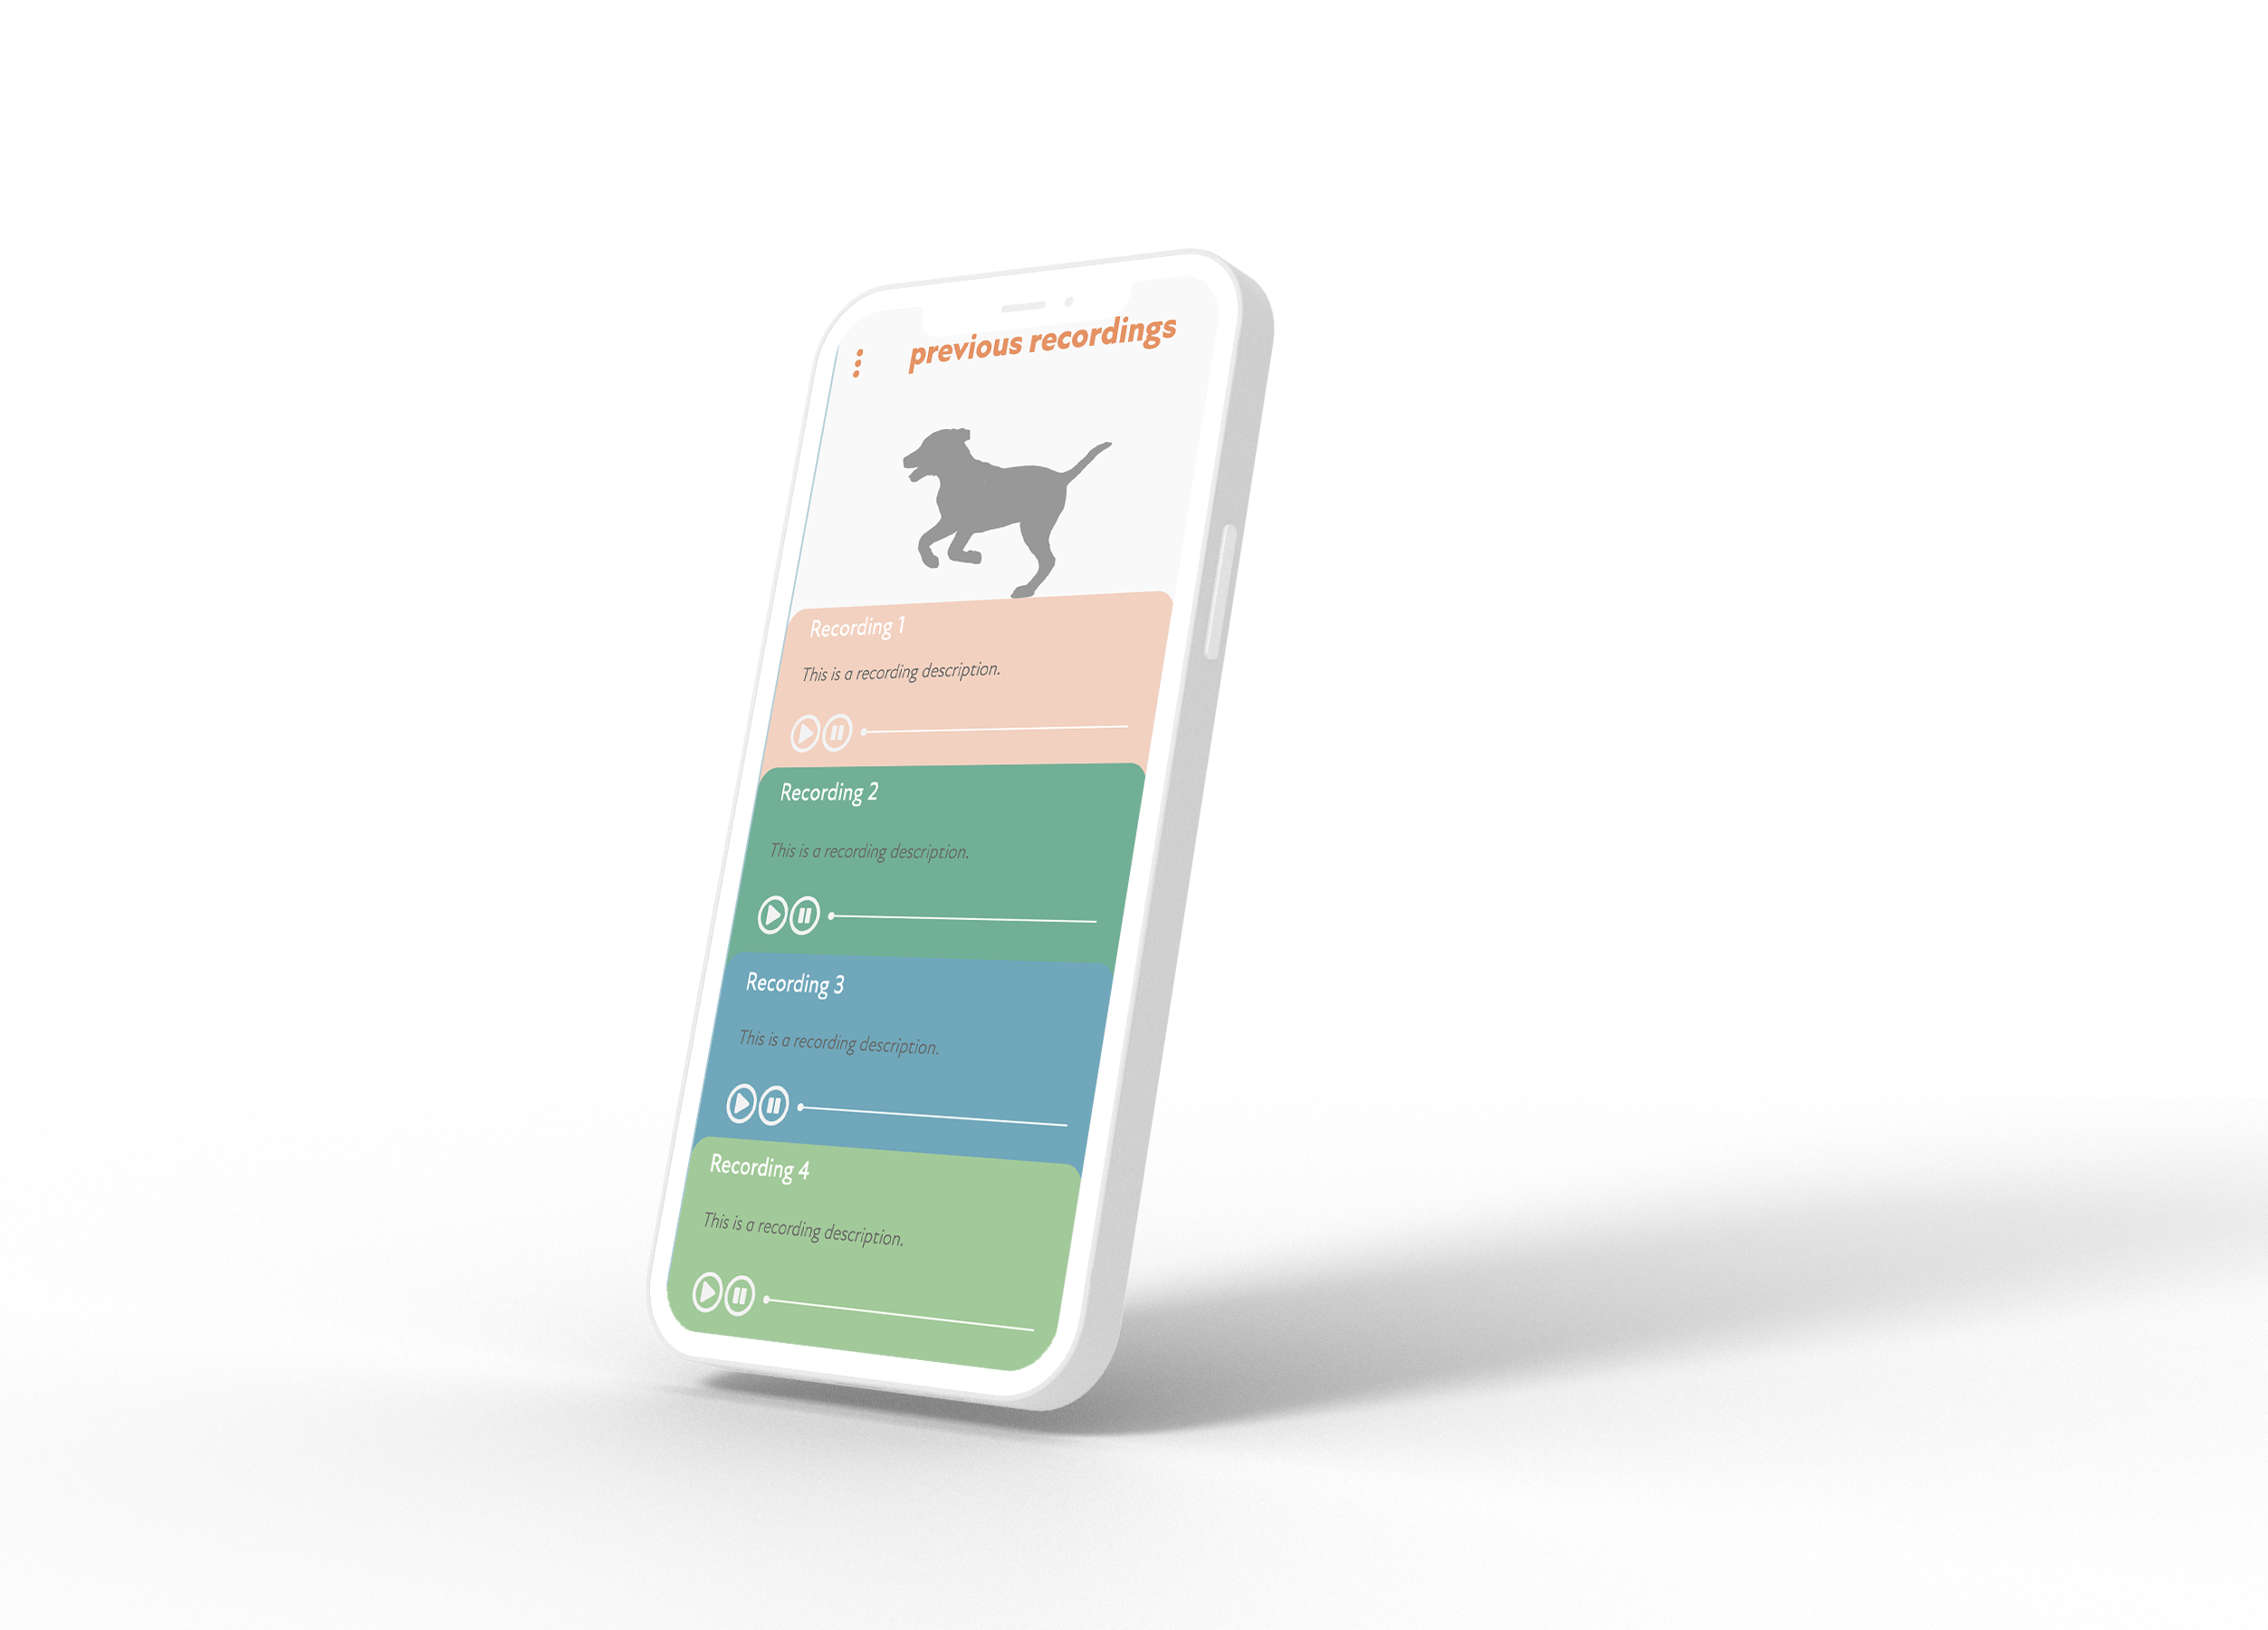 previous recordings
Recording 1
This is a recording description.
Recording 2
This is a recording description.
Recording 3
This is a recording description.
Recording 4
This is a recording description.